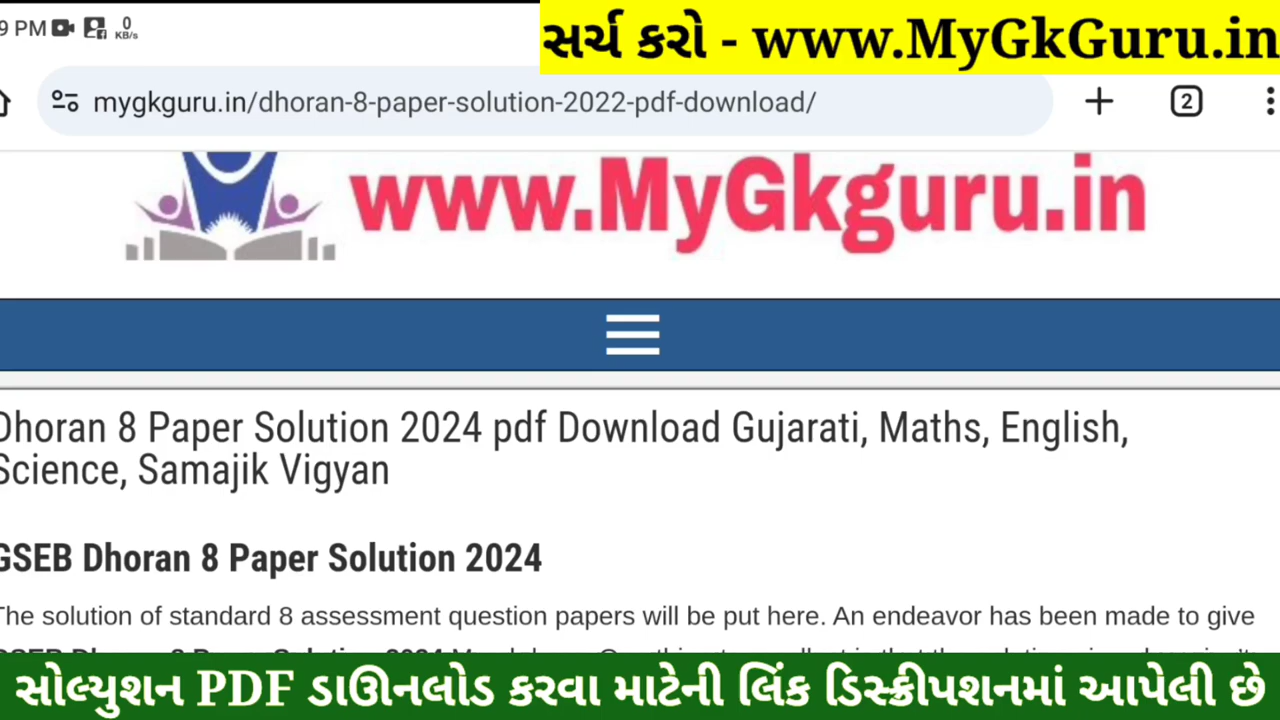 9 PM 0 KB/s
સર્ચ કરો - www.MyGkGuru.in
mygkguru.in/dhoran-8-paper-solution-2022-pdf-download/
2
www.MyGkguru.in
Dhoran 8 Paper Solution 2024 pdf Download Gujarati, Maths, English,
Science, Samajik Vigyan
GSEB Dhoran 8 Paper Solution 2024
The solution of standard 8 assessment question papers will be put here. An endeavor has been made to give
સોલ્યુશન PDF ડાઊનલોડ કરવા માટેની લિંક ડિસ્ક્રીપશનમાં આપેલી છે